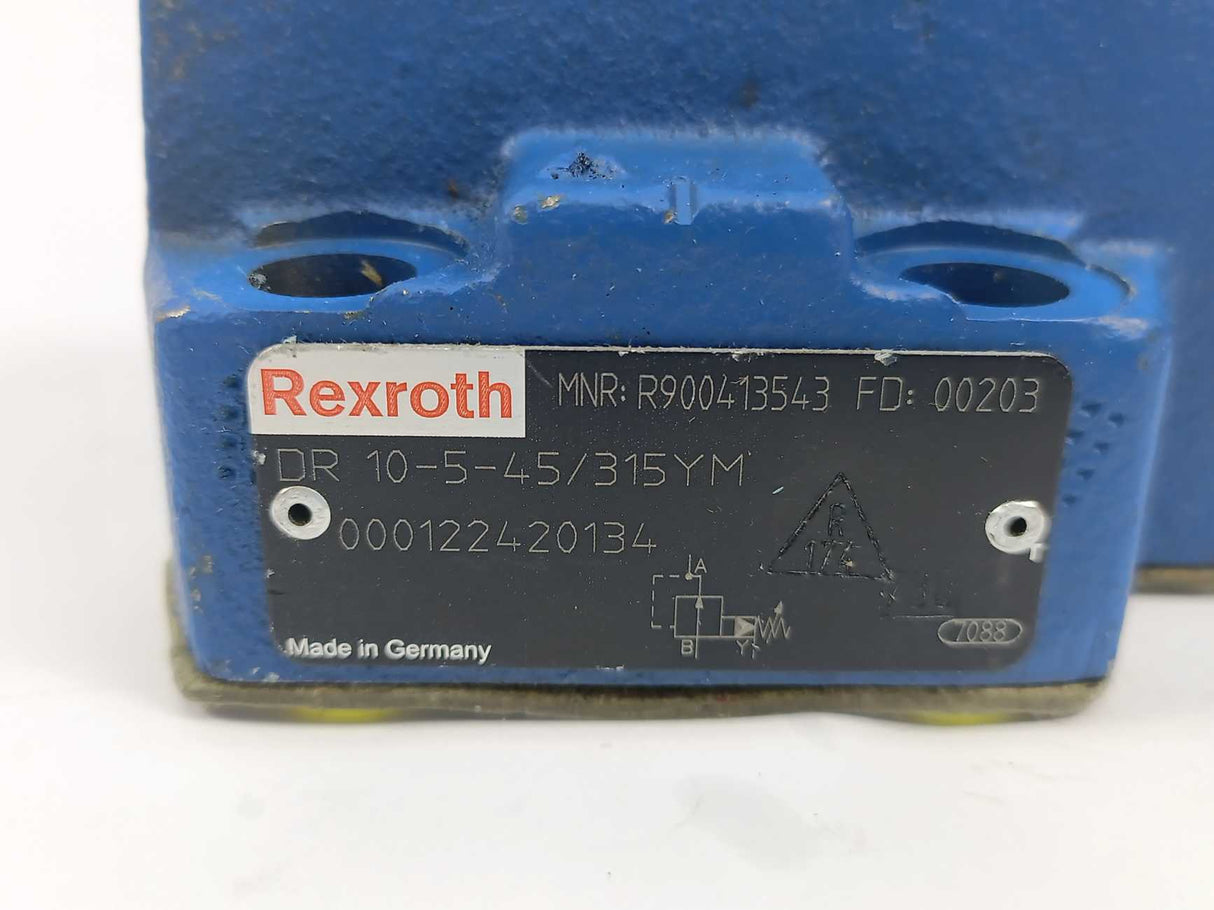 Rexroth MNR: R900413543 FD: 00203
DR 10-5-45/315YM
000122420134
R
A
B Y
7088
Made in Germany